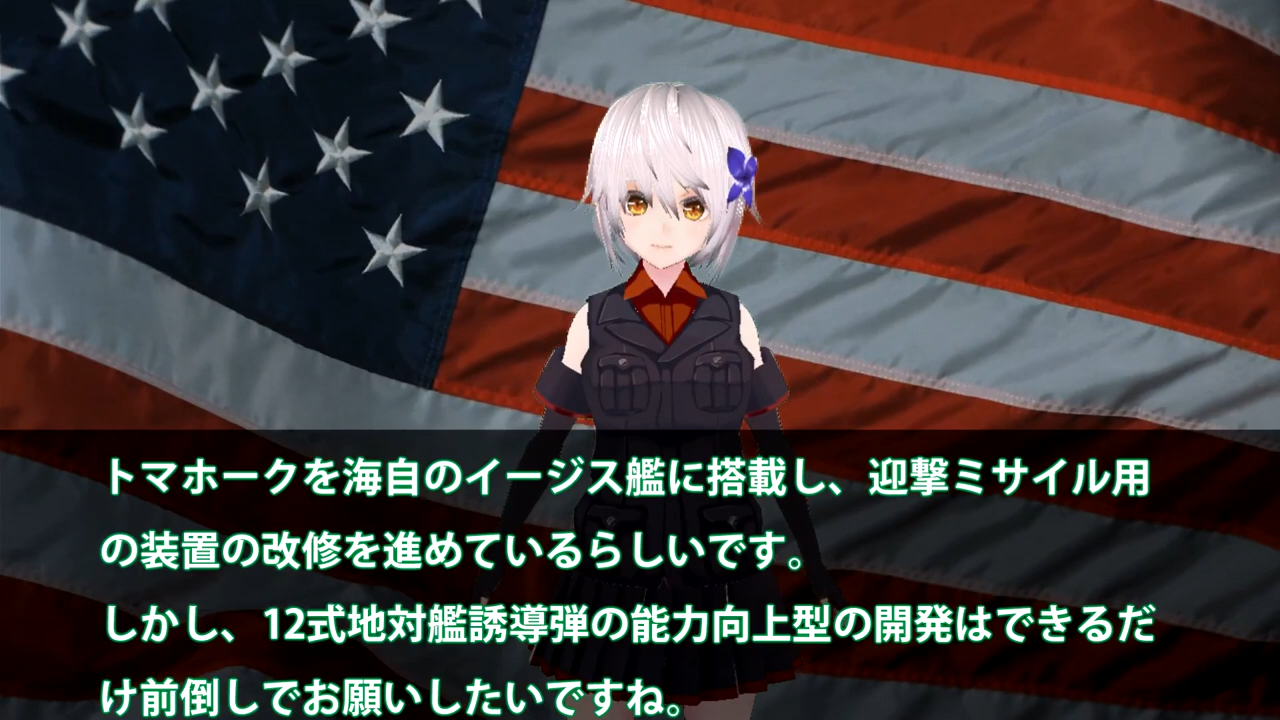 トマホークを海自のイージス艦に搭載し、迎撃ミサイル用
の装置の改修を進めているらしいです。
しかし、12式地対艦誘導弾の能力向上型の開発はできるだ
け前倒しでお願いしたいですね。